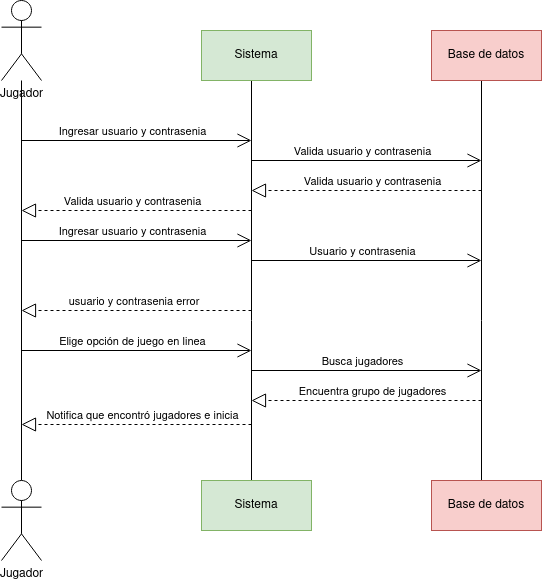 Sistema
Base de datos
Jugador
Ingresar usuario y contrasenia
Valida usuario y contrasenia
Valida usuario y contrasenia
Valida usuario y contrasenia
Ingresar usuario y contrasenia
Usuario y contrasenia
usuario y contrasenia error
Elige opción de juego en linea
Busca jugadores
Encuentra grupo de jugadores
Notifica que encontró jugadores e inicia
Sistema
Base de datos
Jugador